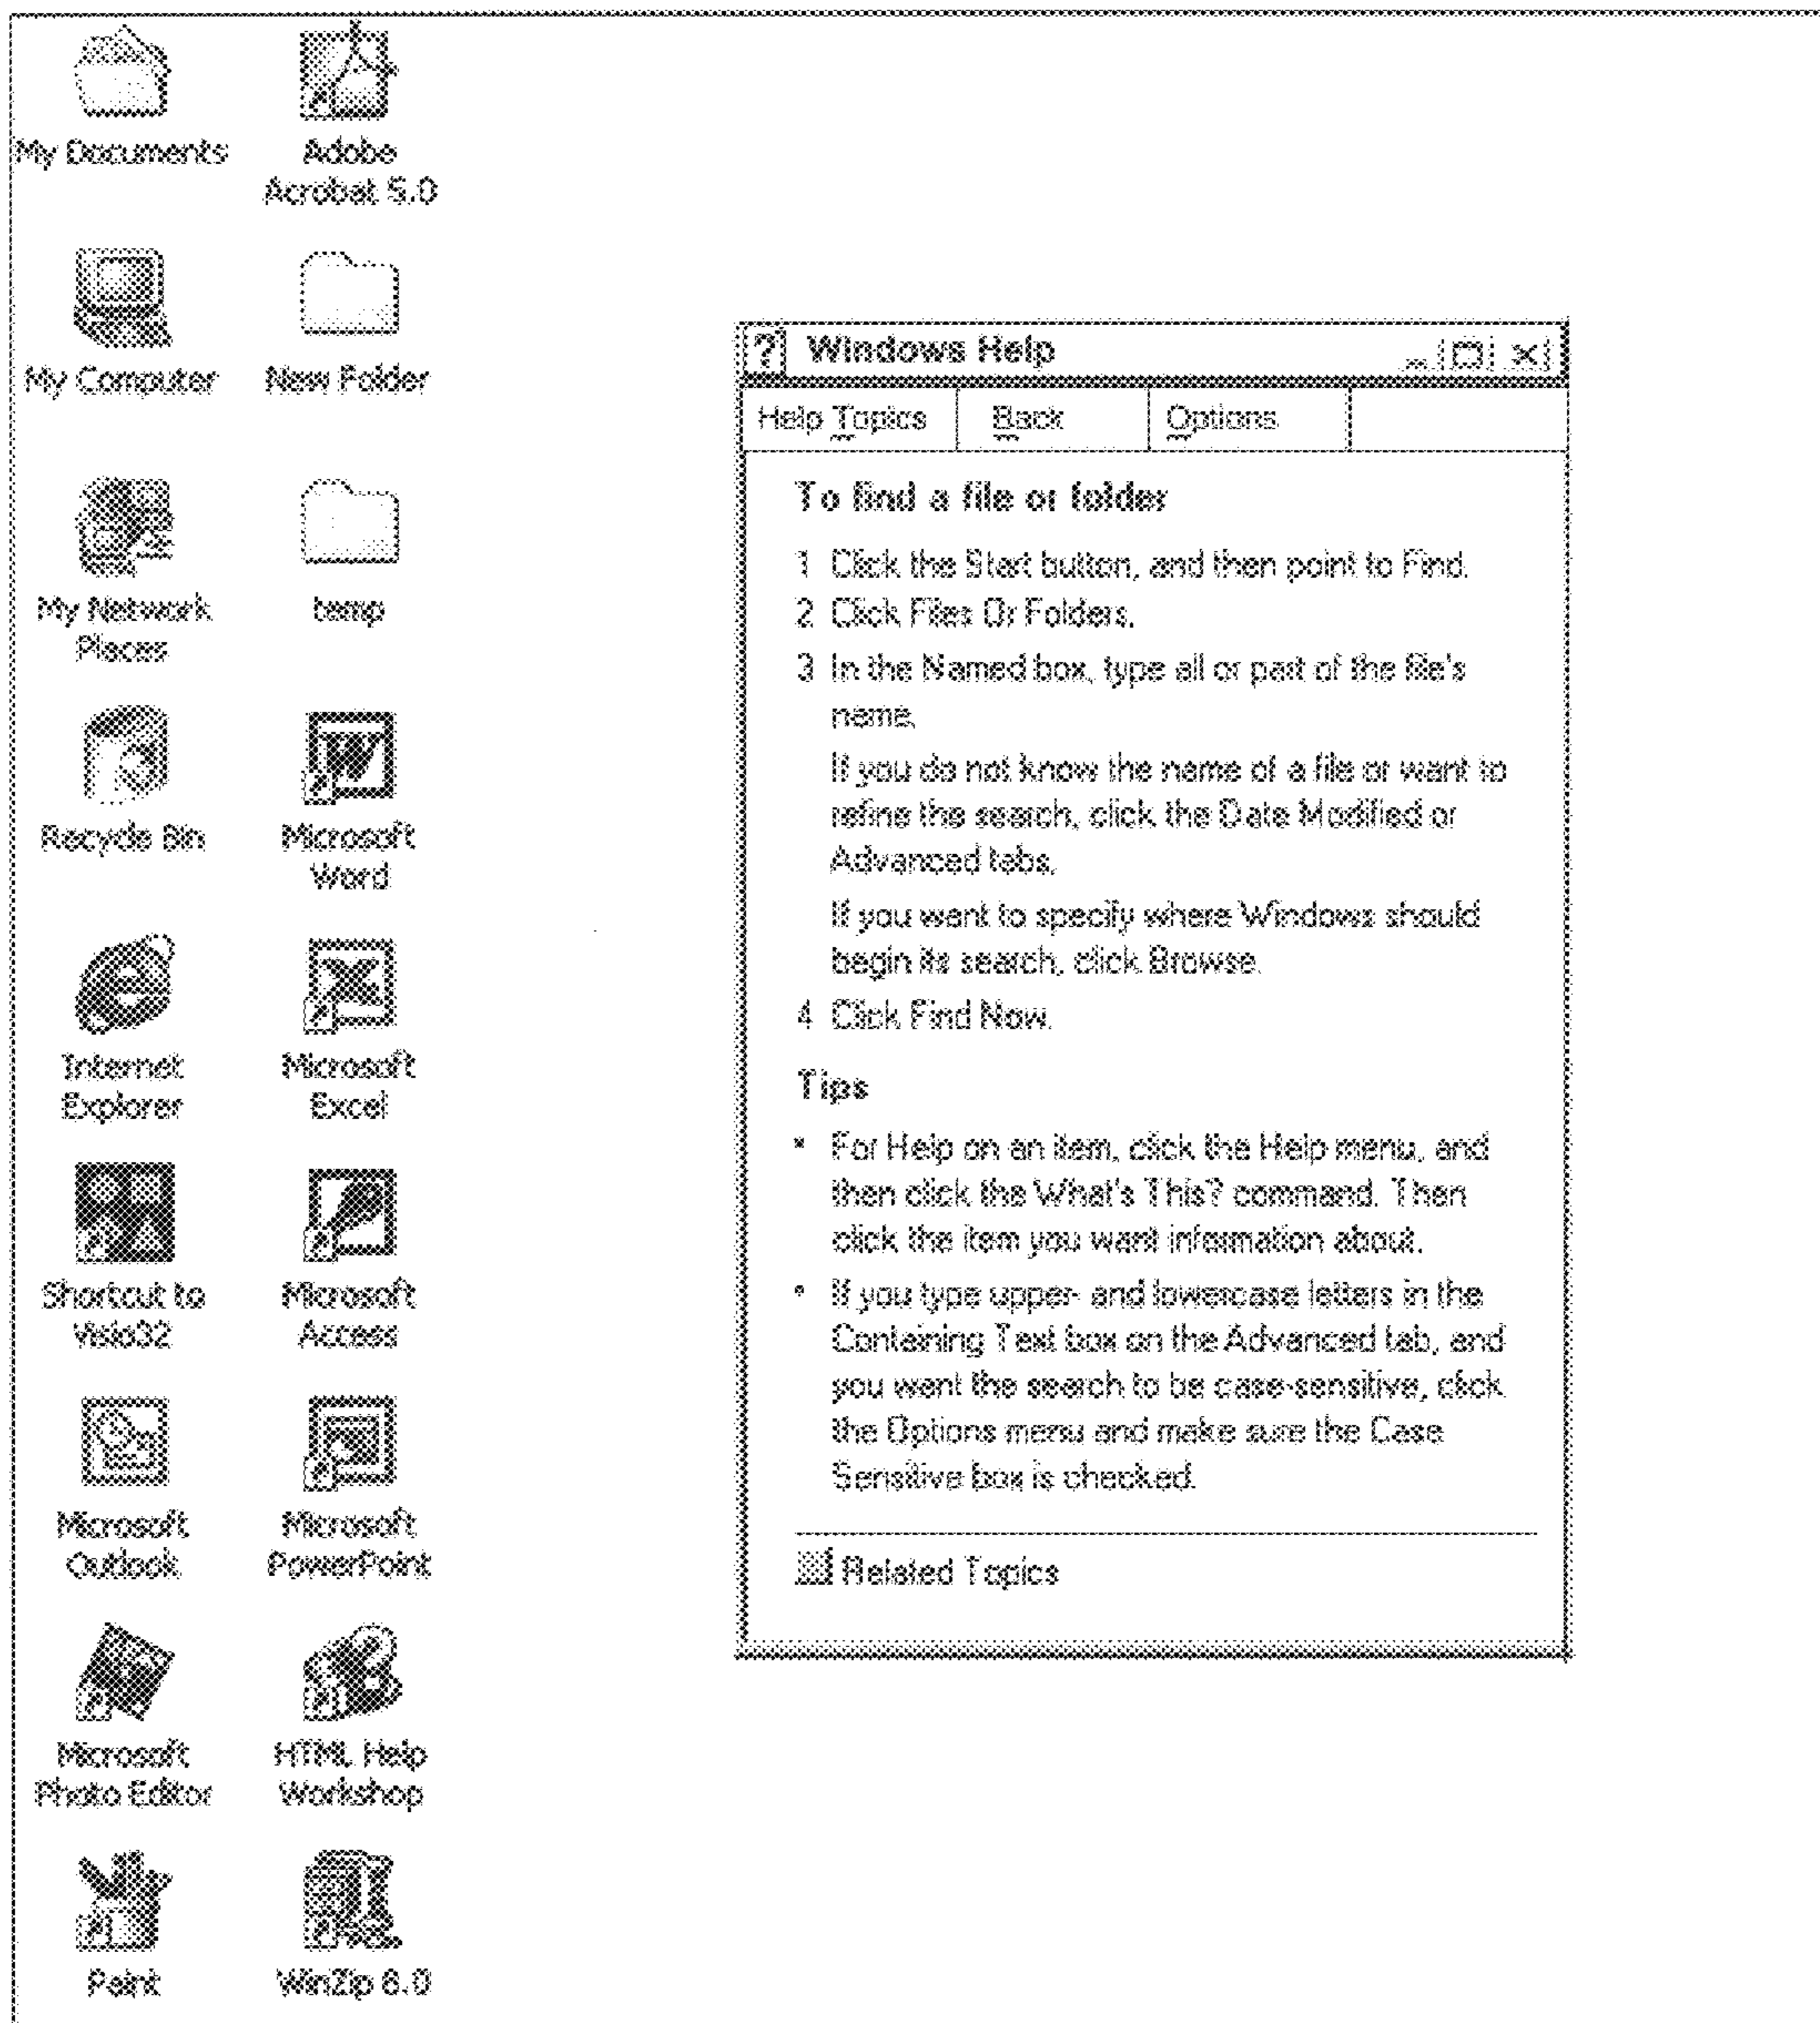 My Documents
Adobe
Acrobat 5.0
My Computer
New Folder
My Network
Places
temp
Recycle Bin
Microsoft
Word
Internet
Explorer
Microsoft
Excel
Shortcut to
Visio32
Microsoft
Access
Microsoft
Outlook
Microsoft
PowerPoint
Microsoft
Photo Editor
HTML Help
Workshop
Paint
WinZip 8.0
? Windows Help
Help Topics Back Options
To find a file or folder
1 Click the Start button, and then point to Find.
2 Click Files Or Folders.
3 In the Named box, type all or part of the file's
name.
If you do not know the name of a file or want to
refine the search, click the Date Modified or
Advanced tabs.
If you want to specify where Windows should
begin its search, click Browse.
4 Click Find Now.
Tips
• For Help on an item, click the Help menu, and
then click the What's This? command. Then
click the item you want information about.
• If you type upper- and lowercase letters in the
Containing Text box on the Advanced tab, and
you want the search to be case-sensitive, click
the Options menu and make sure the Case
Sensitive box is checked.
Related Topics